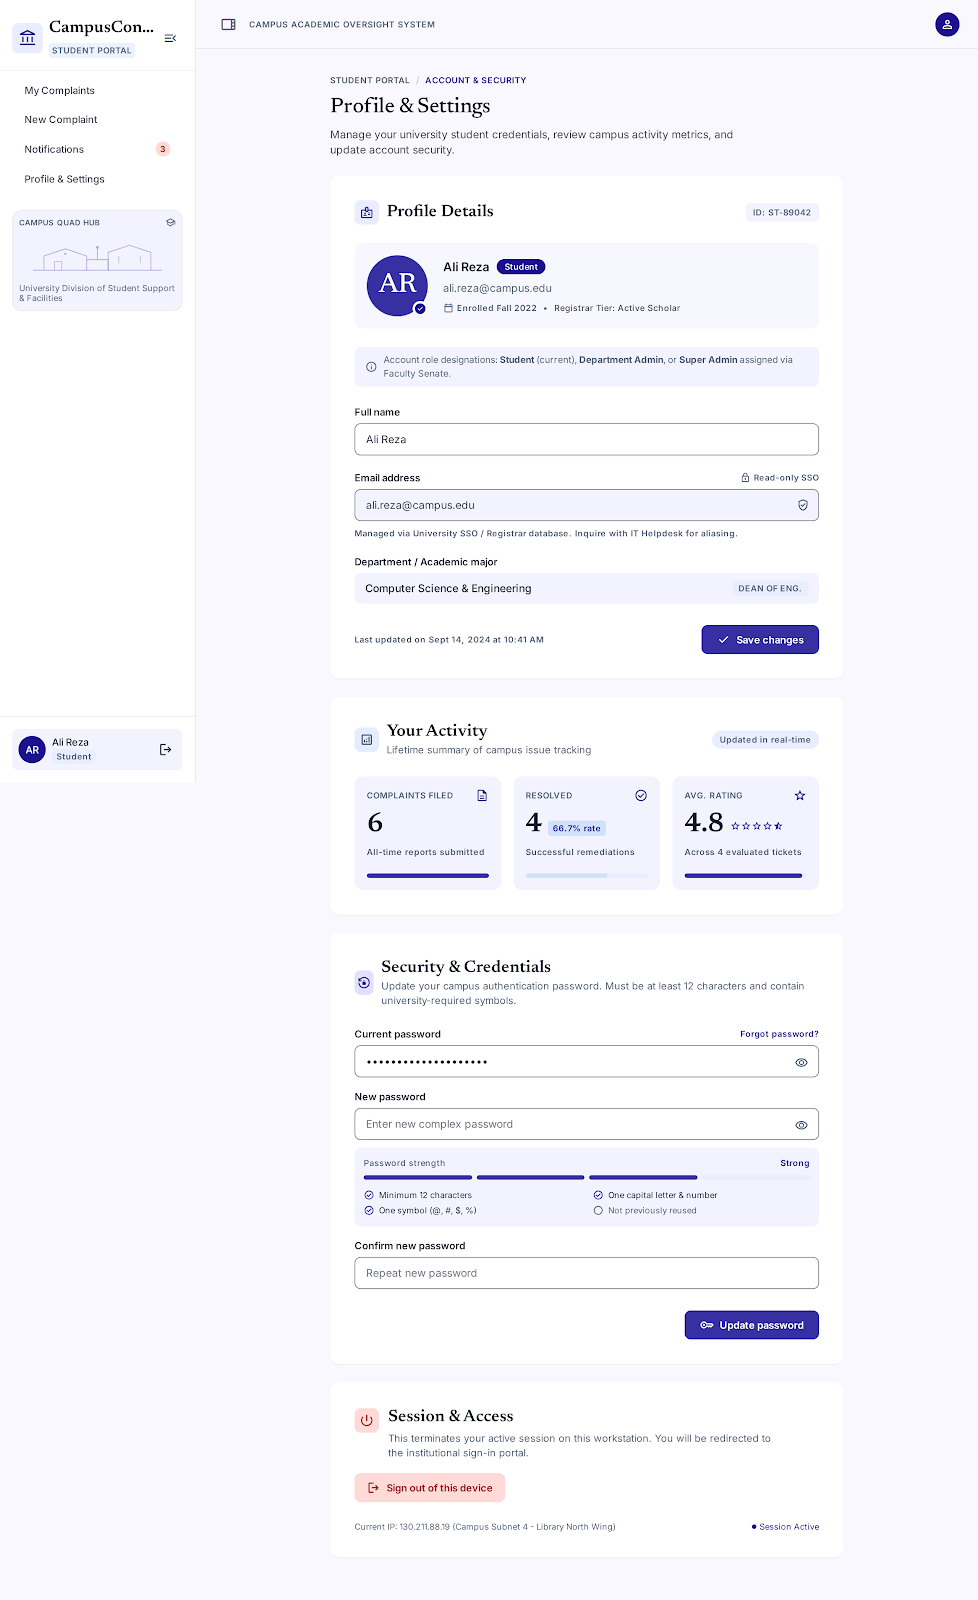 CampusCon...
STUDENT PORTAL
My Complaints
New Complaint
Notifications 3
Profile & Settings
CAMPUS QUAD HUB
University Division of Student Support
& Facilities
AR
Ali Reza
Student
CAMPUS ACADEMIC OVERSIGHT SYSTEM
STUDENT PORTAL / ACCOUNT & SECURITY
Profile & Settings
Manage your university student credentials, review campus activity metrics, and
update account security.
Profile Details
ID: ST-89042
AR
Ali Reza Student
ali.reza@campus.edu
Enrolled Fall 2022 • Registrar Tier: Active Scholar
Account role designations: Student (current), Department Admin, or Super Admin assigned via
Faculty Senate.
Full name
Ali Reza
Email address
Read-only SSO
ali.reza@campus.edu
Managed via University SSO / Registrar database. Inquire with IT Helpdesk for aliasing.
Department / Academic major
Computer Science & Engineering
DEAN OF ENG.
Last updated on Sept 14, 2024 at 10:41 AM
Save changes
Your Activity
Lifetime summary of campus issue tracking
Updated in real-time
COMPLAINTS FILED
6
All-time reports submitted
RESOLVED
4 66.7% rate
Successful remediations
AVG. RATING
4.8
Across 4 evaluated tickets
Security & Credentials
Update your campus authentication password. Must be at least 12 characters and contain
university-required symbols.
Current password
Forgot password?
••••••••••••••••••••
New password
Enter new complex password
Password strength
Strong
Minimum 12 characters
One capital letter & number
One symbol (@, #, $, %)
Not previously reused
Confirm new password
Repeat new password
Update password
Session & Access
This terminates your active session on this workstation. You will be redirected to
the institutional sign-in portal.
Sign out of this device
Current IP: 130.211.88.19 (Campus Subnet 4 - Library North Wing)
Session Active